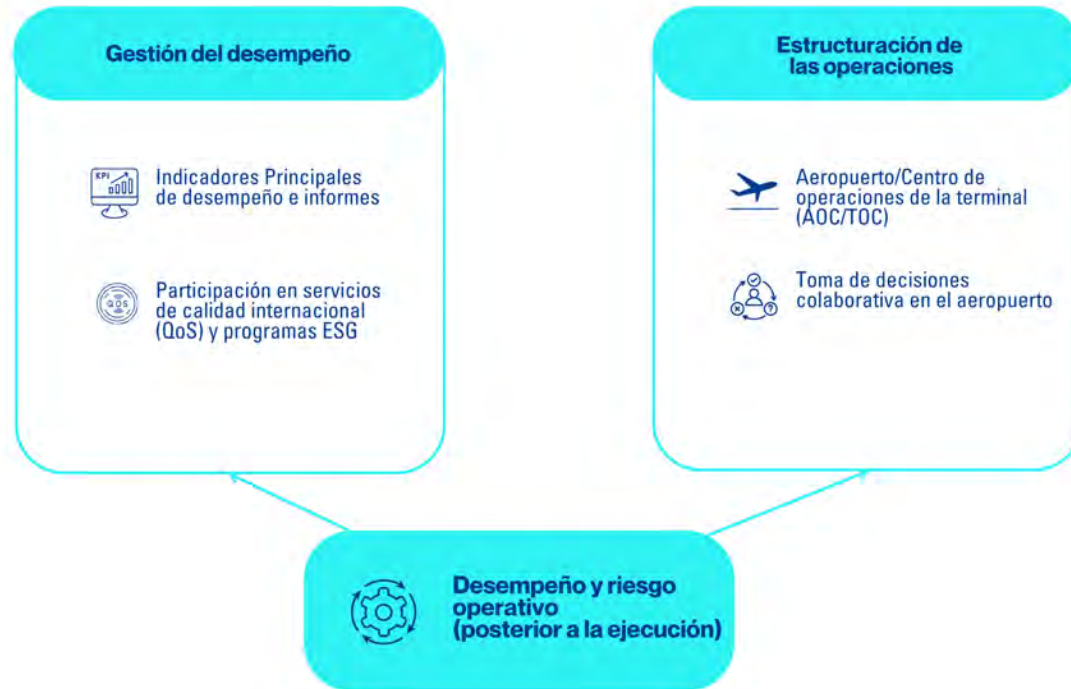 Gestión del desempeño
KPI
Indicadores Principales
de desempeño e informes
QOS
Participación en servicios
de calidad internacional
(QoS) y programas ESG
Estructuración de
las operaciones
Aeropuerto/Centro de
operaciones de la terminal
(AOC/TOC)
Toma de decisiones
colaborativa en el aeropuerto
Desempeño y riesgo
operativo
(posterior a la ejecución)